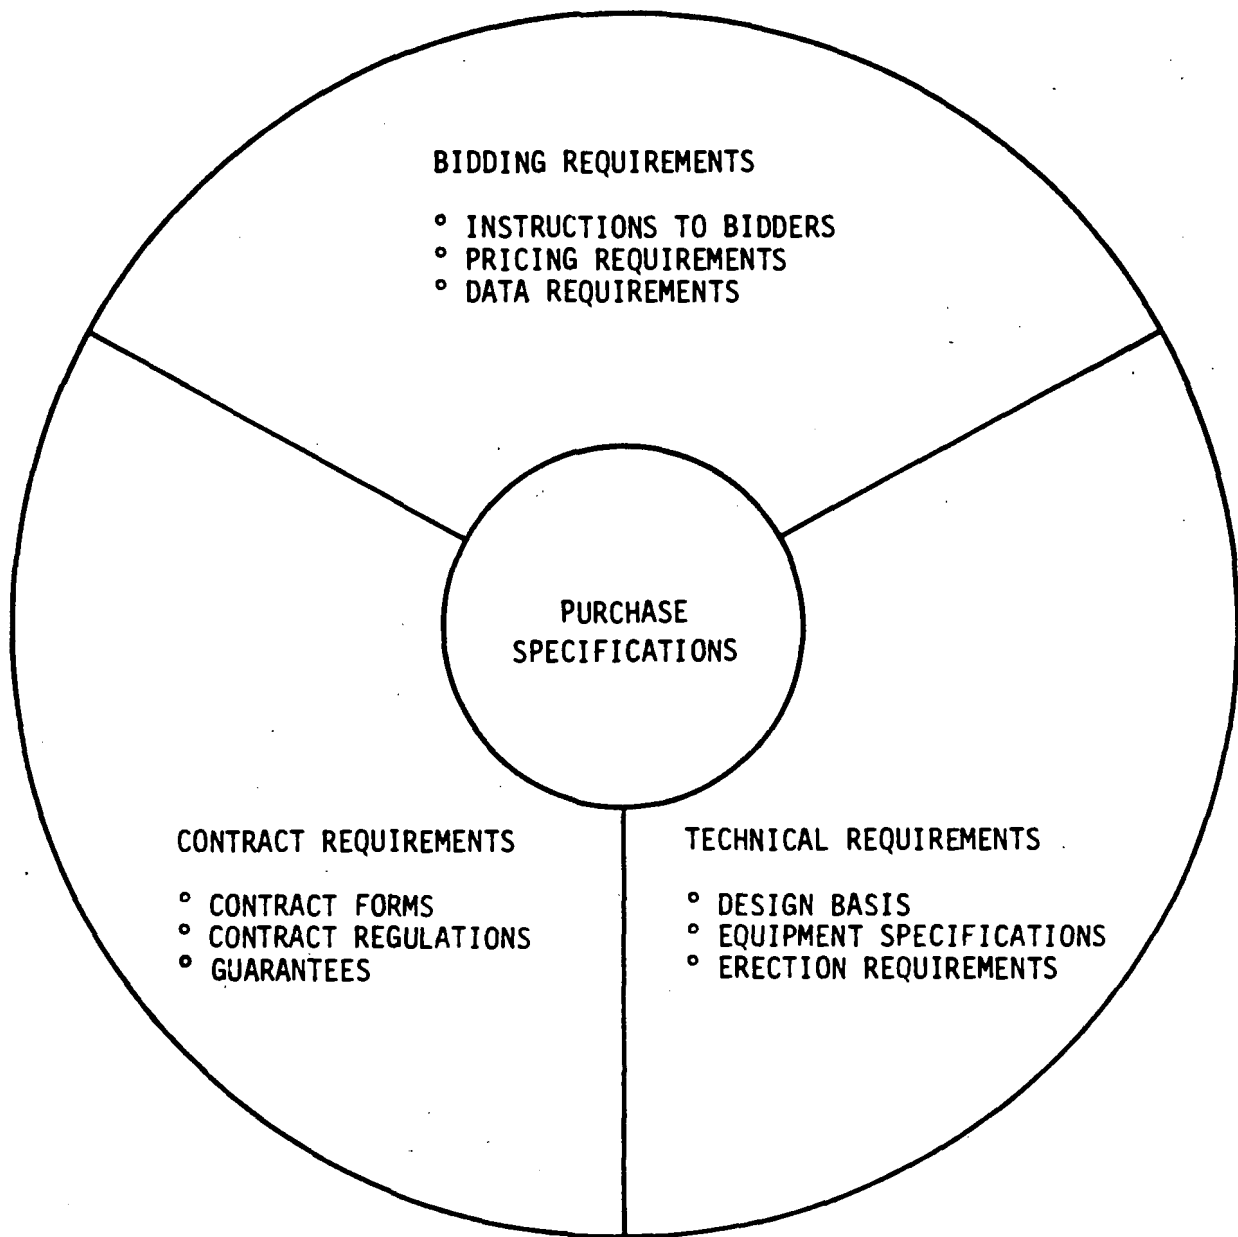 BIDDING REQUIREMENTS
° INSTRUCTIONS TO BIDDERS
° PRICING REQUIREMENTS
° DATA REQUIREMENTS
PURCHASE
SPECIFICATIONS
CONTRACT REQUIREMENTS
° CONTRACT FORMS
° CONTRACT REGULATIONS
° GUARANTEES
TECHNICAL REQUIREMENTS
° DESIGN BASIS
° EQUIPMENT SPECIFICATIONS
° ERECTION REQUIREMENTS